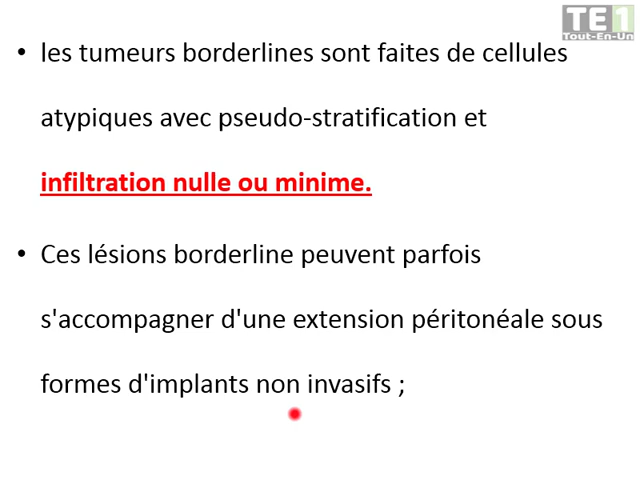 TE1
Tout-En-Un
• les tumeurs borderlines sont faites de cellules
atypiques avec pseudo-stratification et
infiltration nulle ou minime.
• Ces lésions borderline peuvent parfois
s'accompagner d'une extension péritonéale sous
formes d'implants non invasifs ;